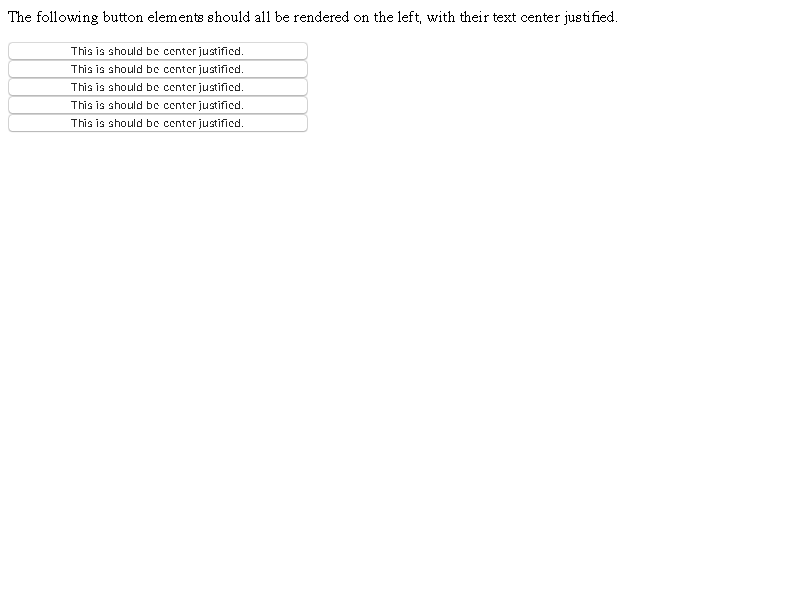 The following button elements should all be rendered on the left, with their text center justified.
This is should be center justified.
This is should be center justified.
This is should be center justified.
This is should be center justified.
This is should be center justified.